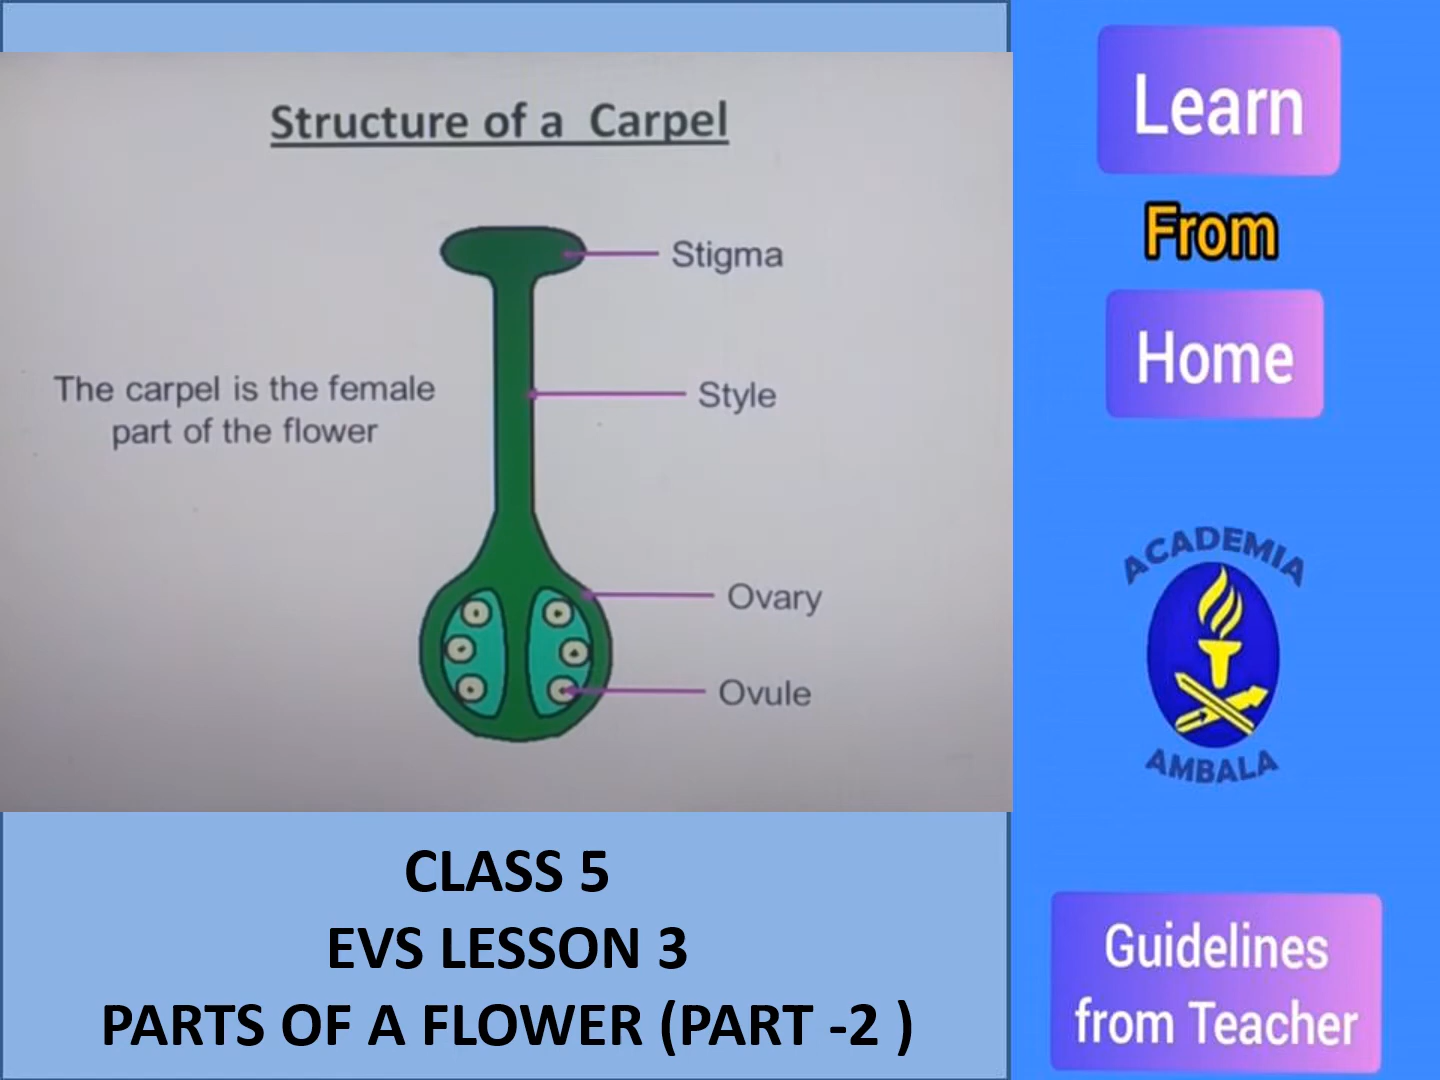 Structure of a Carpel
Stigma
The carpel is the female
part of the flower
Style
Ovary
Ovule
CLASS 5
EVS LESSON 3
PARTS OF A FLOWER (PART -2 )
Learn
From
Home
ACADEMIA
AMBALA
Guidelines
from Teacher